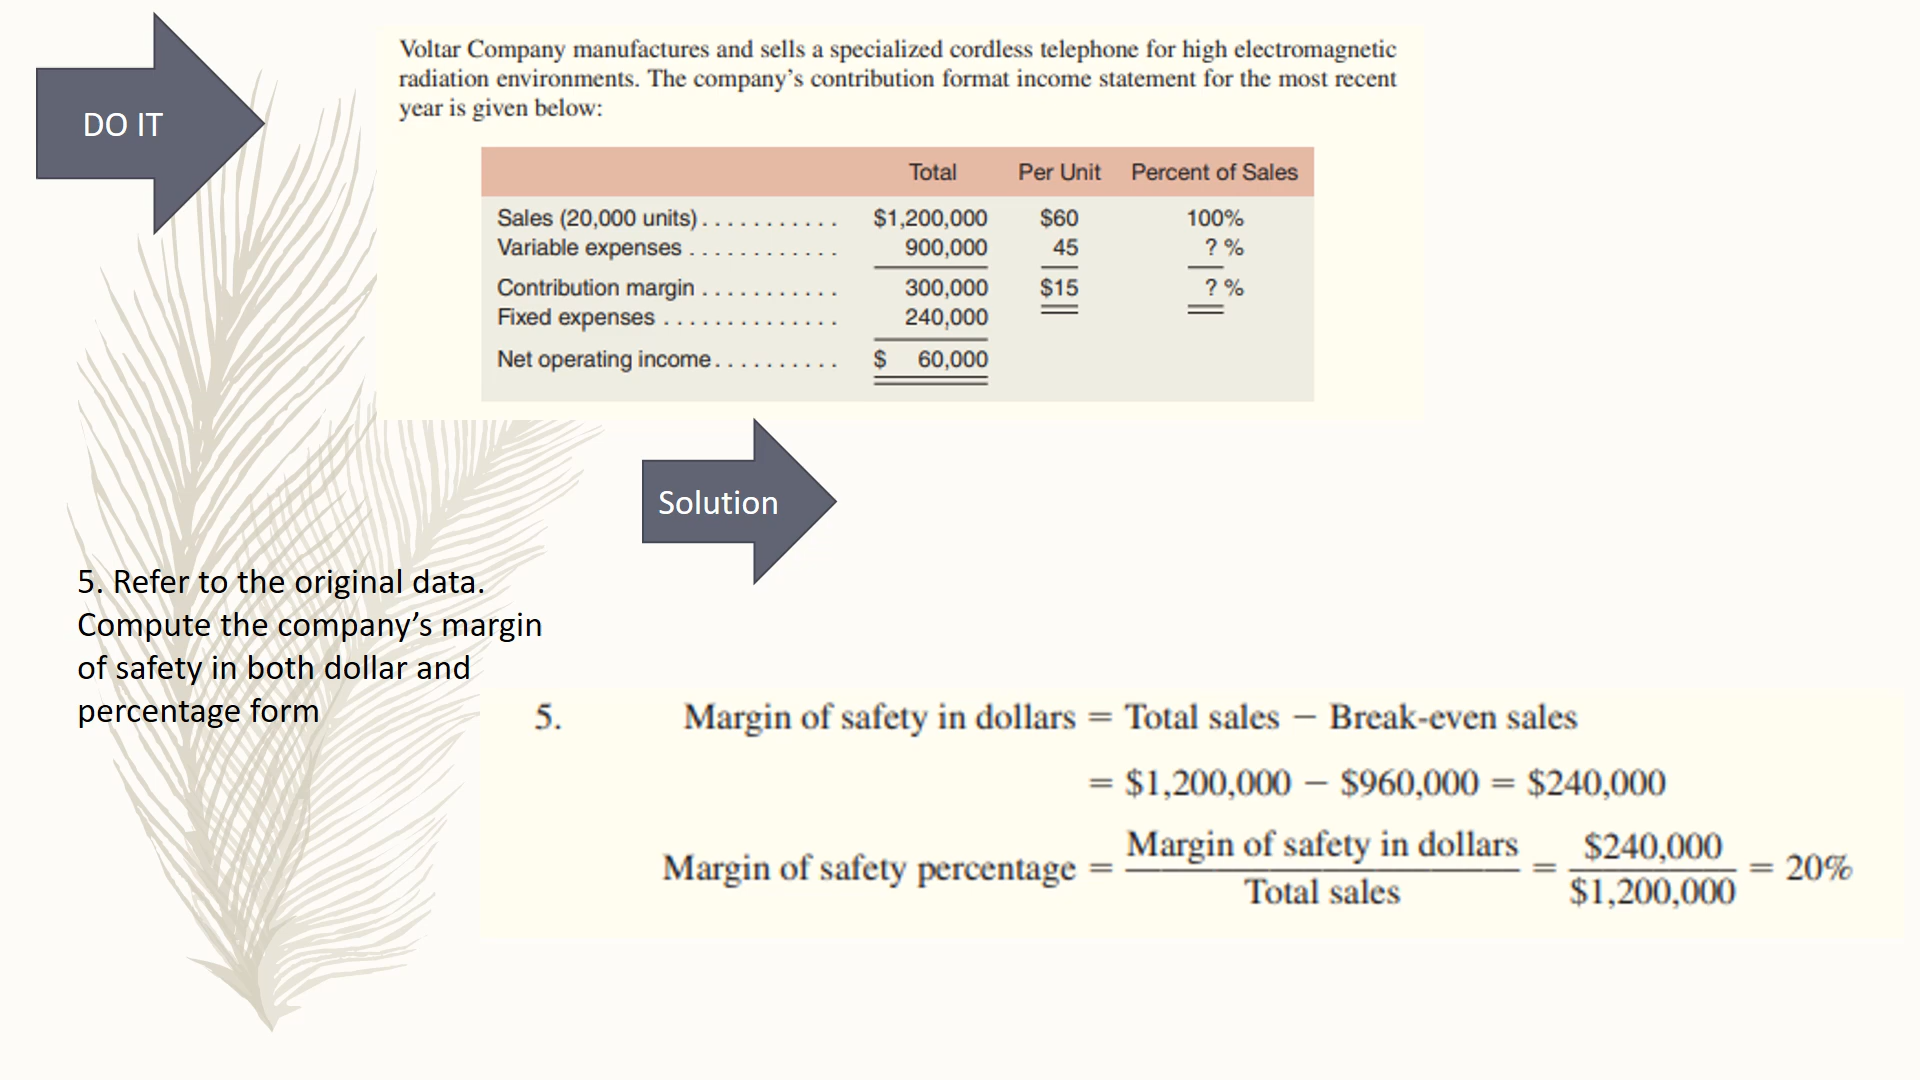 DO IT
Voltar Company manufactures and sells a specialized cordless telephone for high electromagnetic
radiation environments. The company's contribution format income statement for the most recent
year is given below:
Total Per Unit Percent of Sales
Sales (20,000 units) . . . . . . . . . . . $1,200,000 $60 100%
Variable expenses . . . . . . . . . . . . 900,000 45 ? %
Contribution margin . . . . . . . . . . . 300,000 $15 ? %
Fixed expenses . . . . . . . . . . . . . . 240,000
Net operating income . . . . . . . . . . $ 60,000
Solution
5. Refer to the original data.
Compute the company’s margin
of safety in both dollar and
percentage form
5. Margin of safety in dollars = Total sales − Break-even sales
= $1,200,000 − $960,000 = $240,000
Margin of safety percentage = Margin of safety in dollars / Total sales = $240,000 / $1,200,000 = 20%